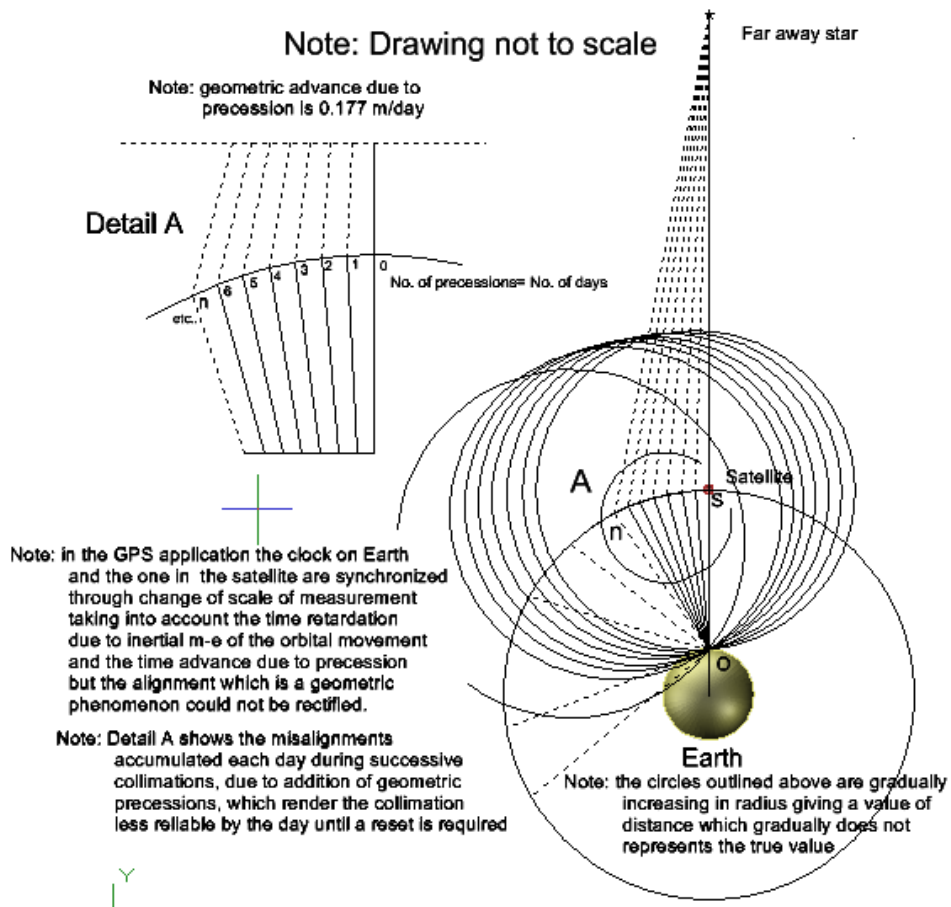 Note: Drawing not to scale
Far away star
Note: geometric advance due to
precession is 0.177 m/day
Detail A
n 6 5 4 3 2 1 0
etc..
No. of precessions= No. of days
A
Satellite
S
n
O
Earth
Note: in the GPS application the clock on Earth
and the one in the satellite are synchronized
through change of scale of measurement
taking into account the time retardation
due to inertial m-e of the orbital movement
and the time advance due to precession
but the alignment which is a geometric
phenomenon could not be rectified.
Note: Detail A shows the misalignments
accumulated each day during successive
collimations, due to addition of geometric
precessions, which render the collimation
less reliable by the day until a reset is required
Note: the circles outlined above are gradually
increasing in radius giving a value of
distance which gradually does not
represents the true value
Y